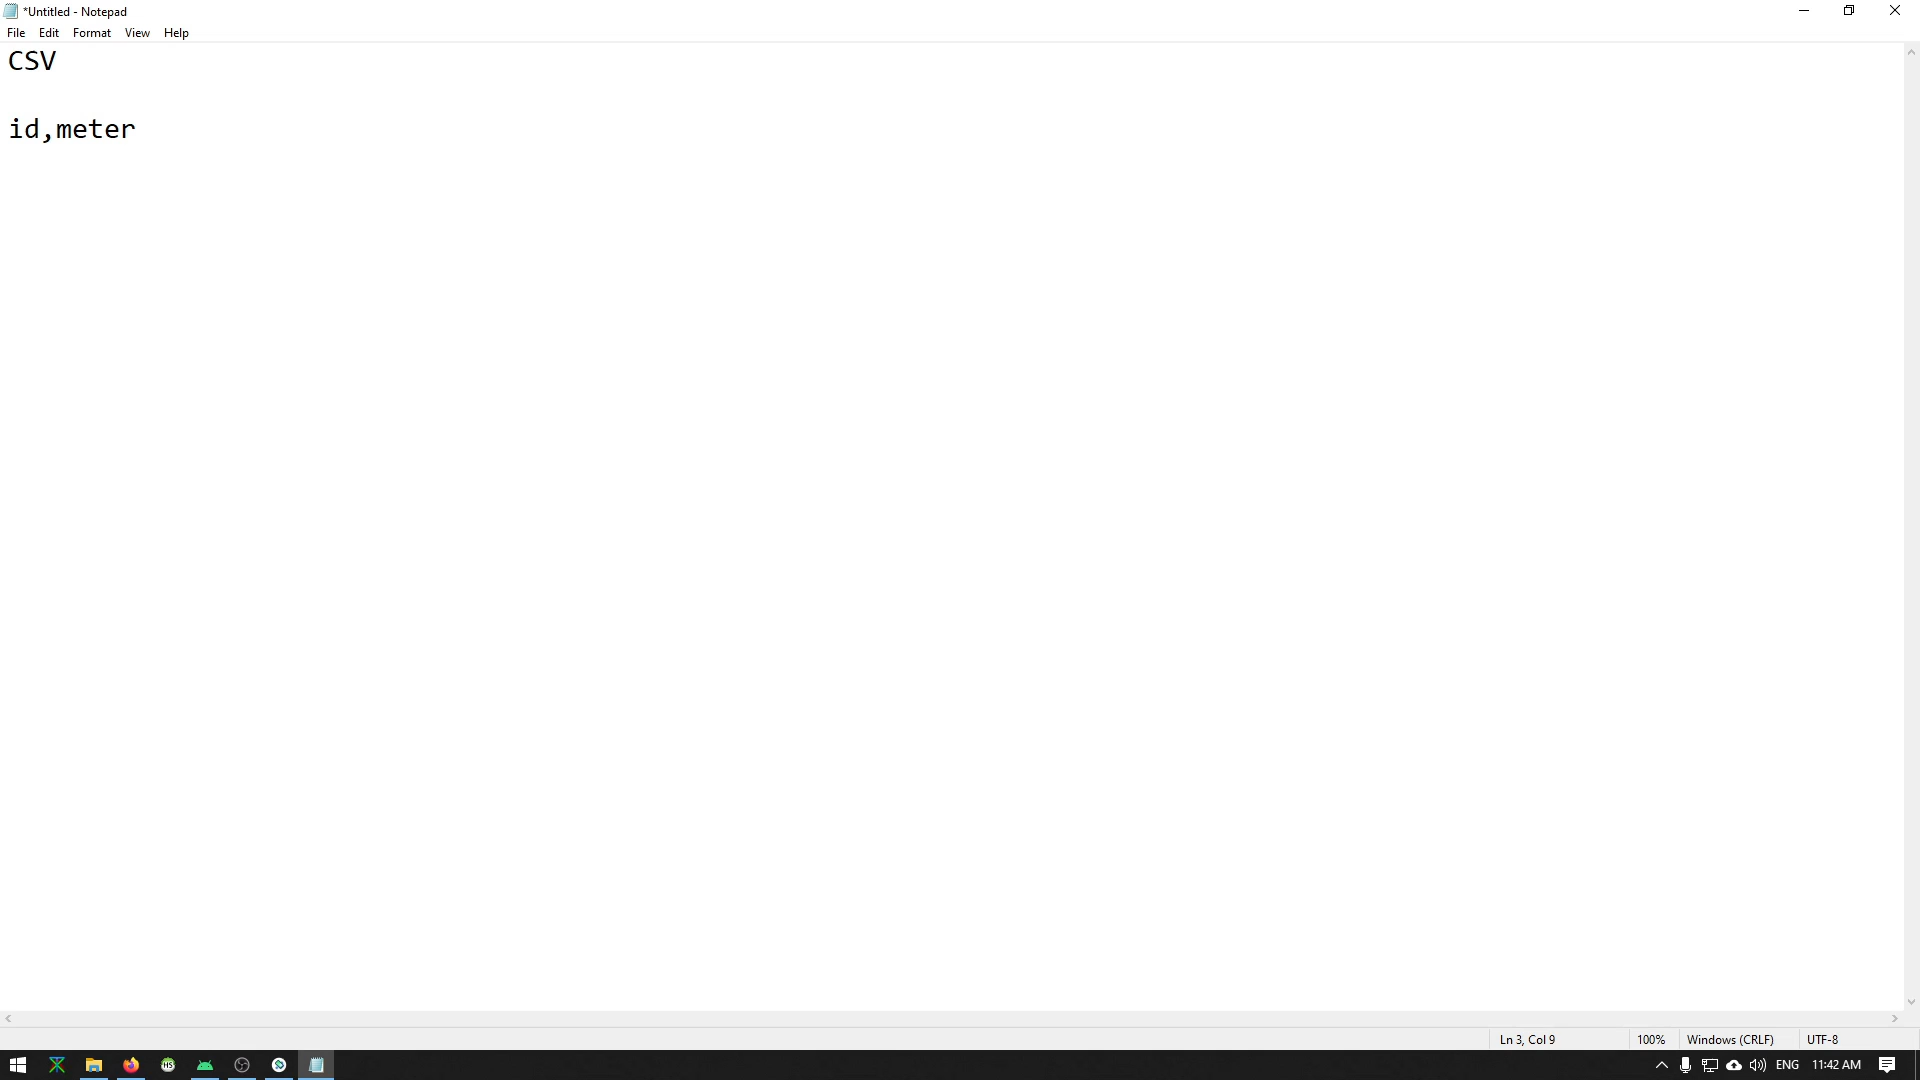 *Untitled - Notepad
File Edit Format View Help
CSV
id,meter
Ln 3, Col 9 100% Windows (CRLF) UTF-8
HS
ENG 11:42 AM